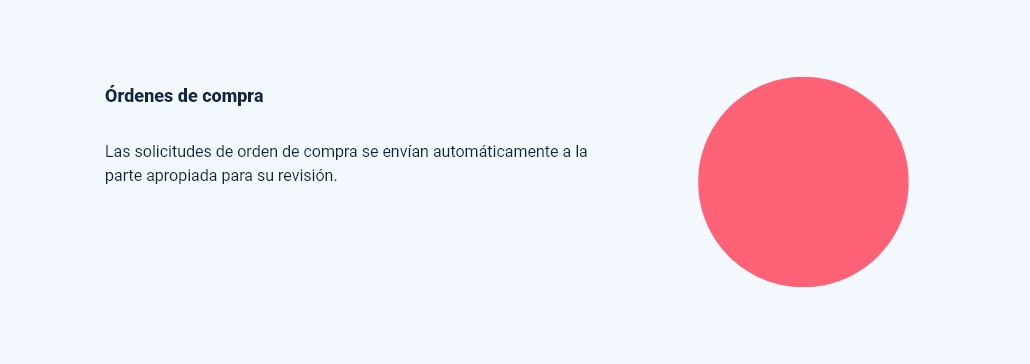 Órdenes de compra
Las solicitudes de orden de compra se envían automáticamente a la
parte apropiada para su revisión.